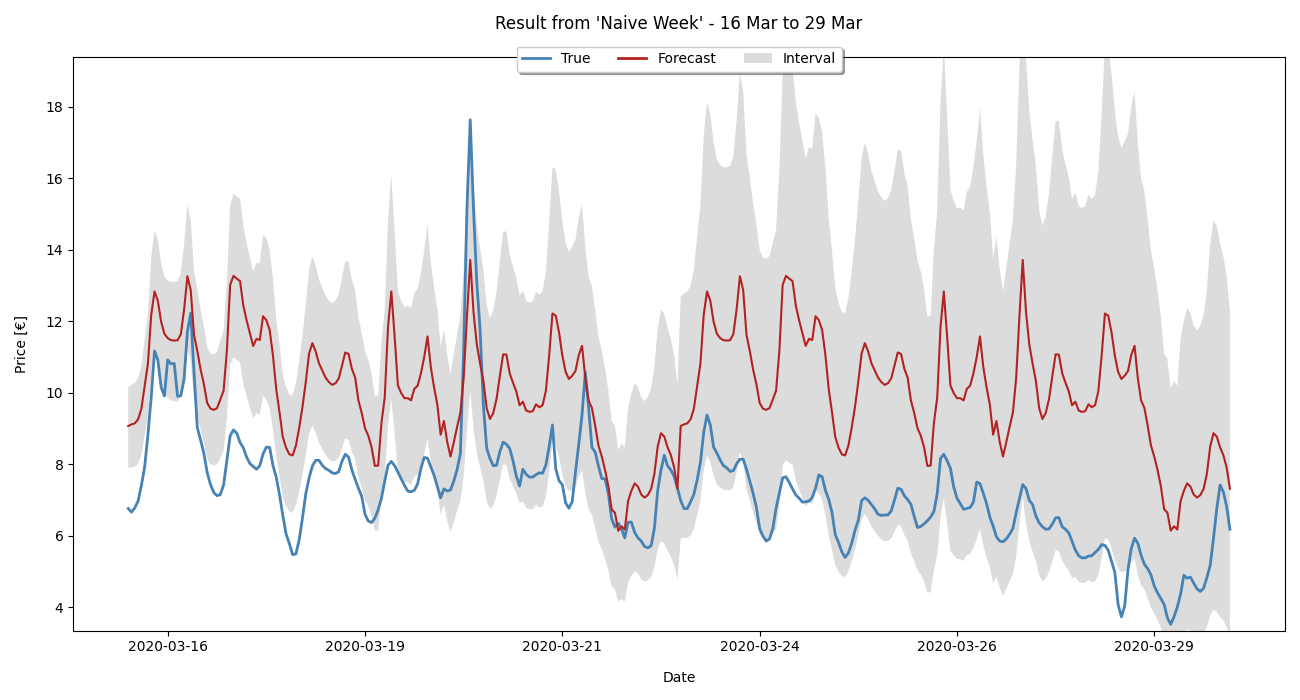 Result from 'Naive Week' - 16 Mar to 29 Mar
True Forecast Interval
18
16
14
12
10
8
6
4
Price [€]
2020-03-16 2020-03-19 2020-03-21 2020-03-24 2020-03-26 2020-03-29
Date